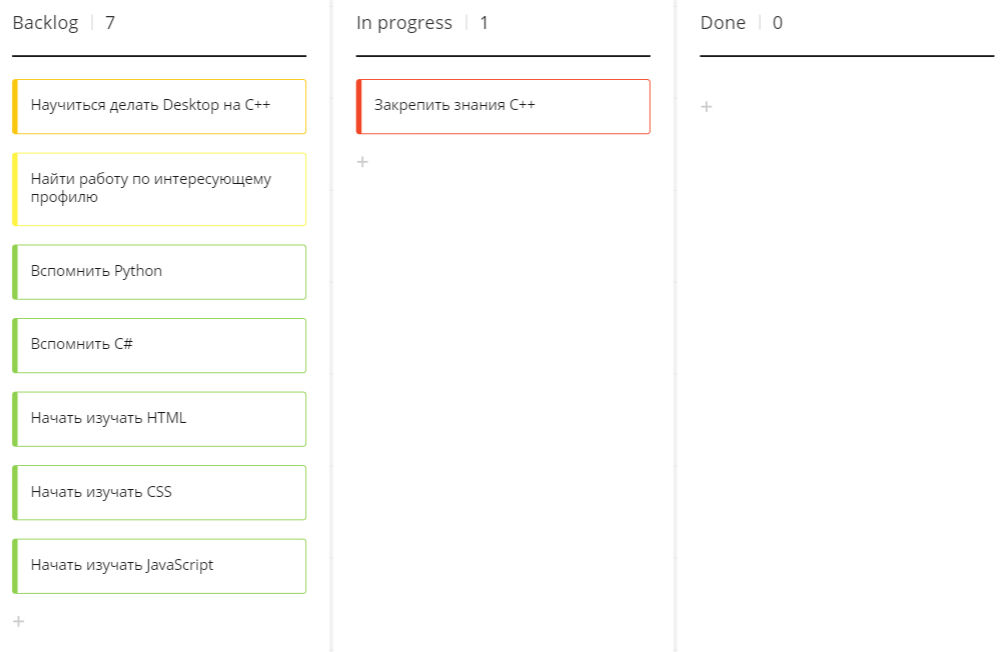 Backlog | 7
Научиться делать Desktop на C++
Найти работу по интересующему
профилю
Вспомнить Python
Вспомнить C#
Начать изучать HTML
Начать изучать CSS
Начать изучать JavaScript
+
In progress | 1
Закрепить знания C++
+
Done | 0
+